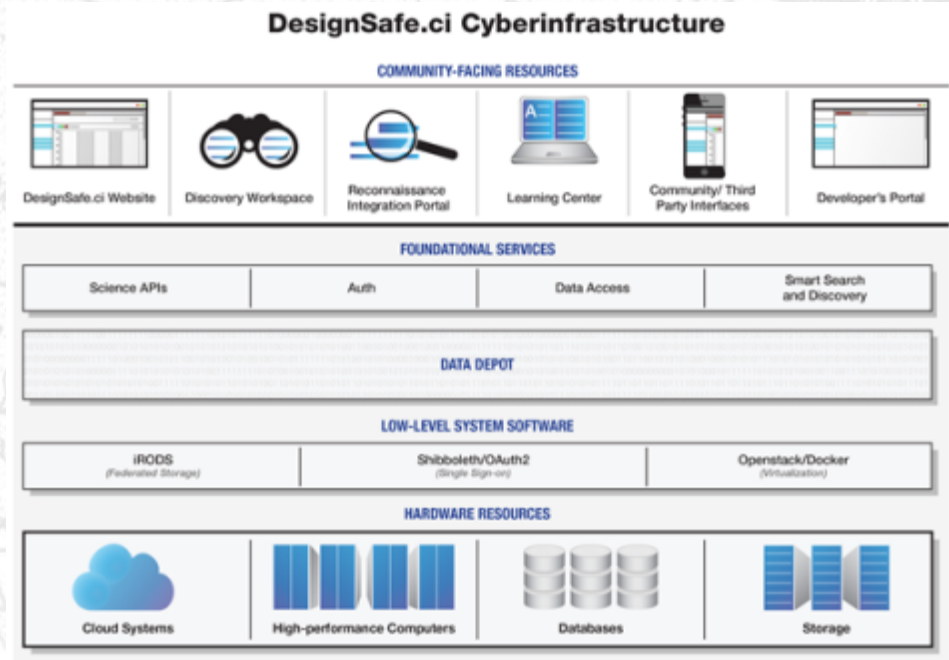 DesignSafe.ci Cyberinfrastructure
COMMUNITY-FACING RESOURCES
A
DesignSafe.ci Website
Discovery Workspace
Reconnaissance
Integration Portal
Learning Center
Community/ Third
Party Interfaces
Developer's Portal
FOUNDATIONAL SERVICES
Science APIs
Auth
Data Access
Smart Search
and Discovery
DATA DEPOT
LOW-LEVEL SYSTEM SOFTWARE
iRODS
(Federated Storage)
Shibboleth/OAuth2
(Single Sign-on)
Openstack/Docker
(Virtualization)
HARDWARE RESOURCES
Cloud Systems
High-performance Computers
Databases
Storage